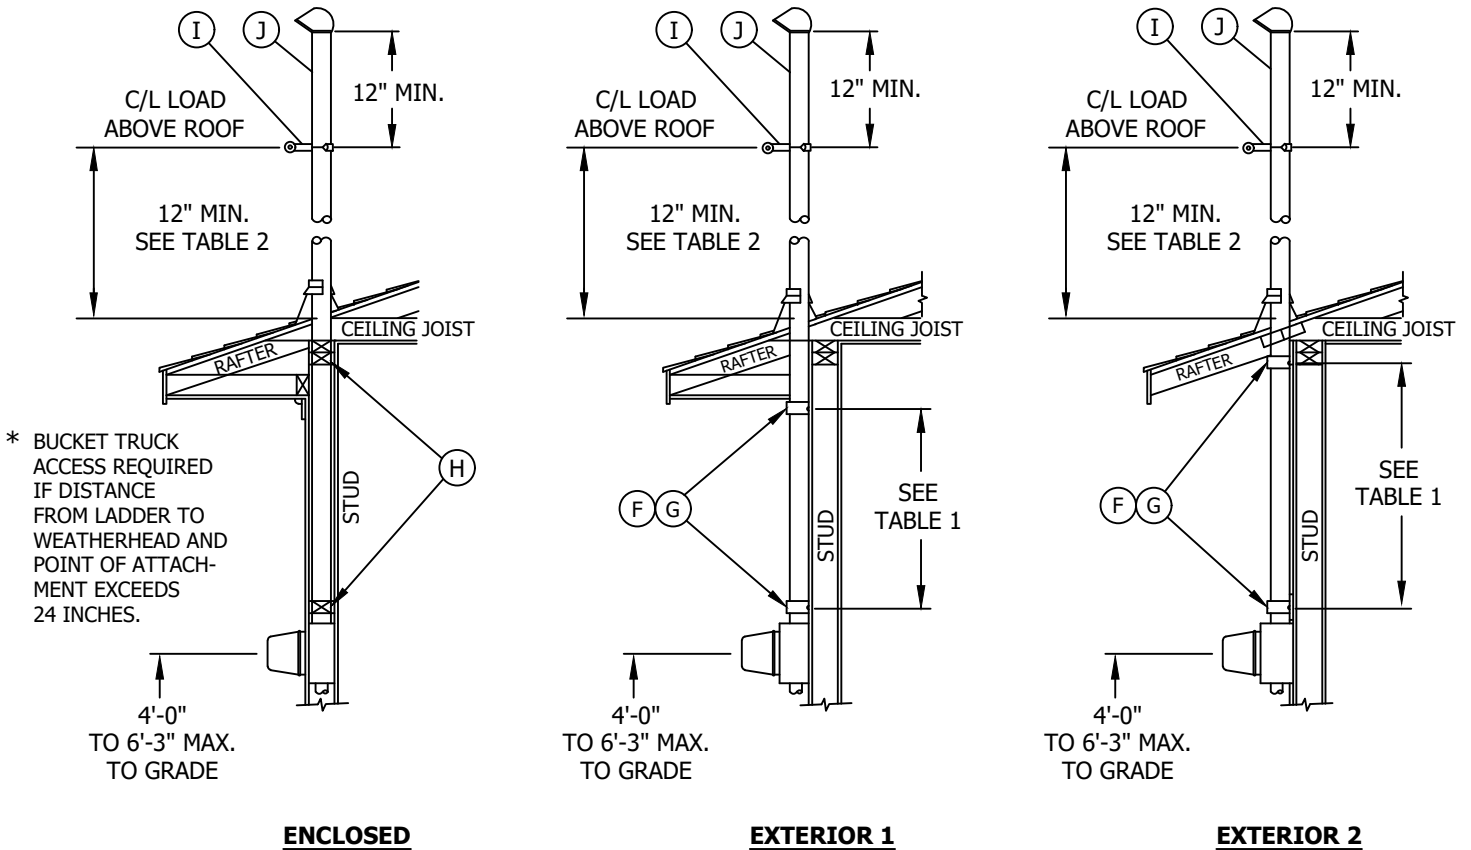 I
J
12" MIN.
C/L LOAD
ABOVE ROOF
12" MIN.
SEE TABLE 2
CEILING JOIST
RAFTER
* BUCKET TRUCK
ACCESS REQUIRED
IF DISTANCE
FROM LADDER TO
WEATHERHEAD AND
POINT OF ATTACH-
MENT EXCEEDS
24 INCHES.
H
STUD
4'-0"
TO 6'-3" MAX.
TO GRADE
ENCLOSED
I
J
12" MIN.
C/L LOAD
ABOVE ROOF
12" MIN.
SEE TABLE 2
CEILING JOIST
RAFTER
F G
SEE
TABLE 1
STUD
4'-0"
TO 6'-3" MAX.
TO GRADE
EXTERIOR 1
I
J
12" MIN.
C/L LOAD
ABOVE ROOF
12" MIN.
SEE TABLE 2
CEILING JOIST
RAFTER
F G
SEE
TABLE 1
STUD
4'-0"
TO 6'-3" MAX.
TO GRADE
EXTERIOR 2